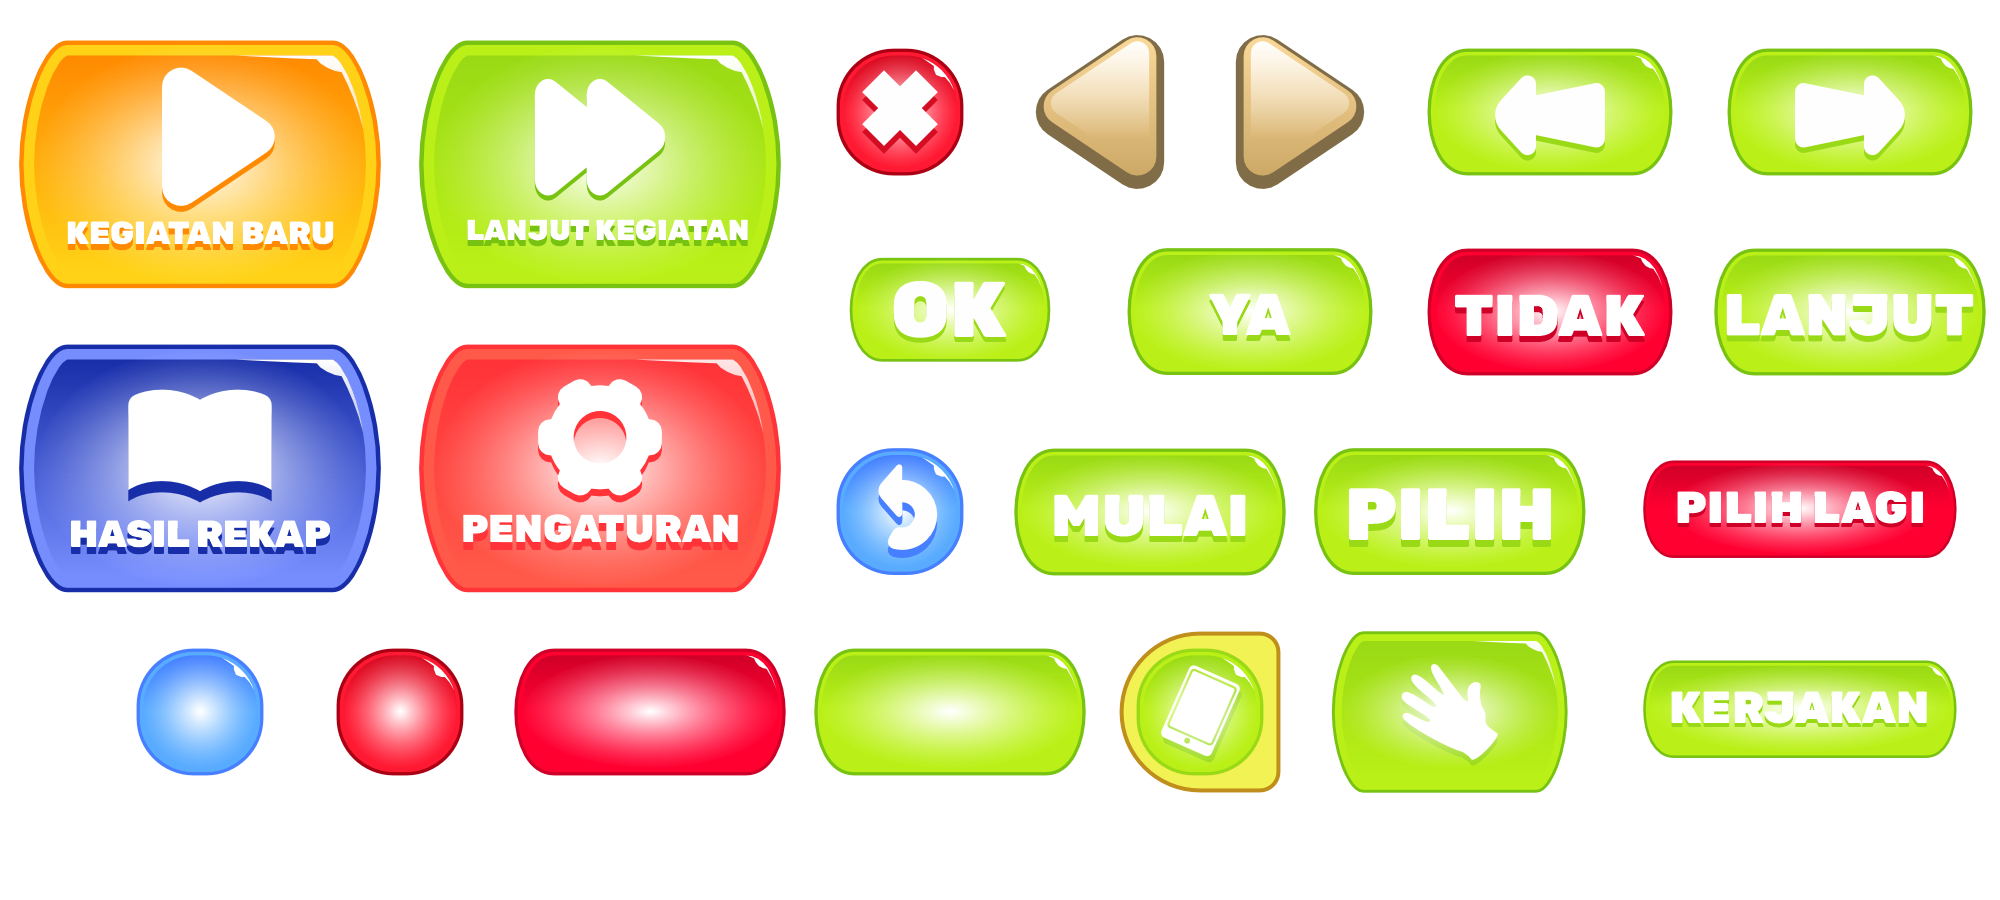 KEGIATAN BARU
LANJUT KEGIATAN
OK
YA
TIDAK
LANJUT
HASIL REKAP
PENGATURAN
MULAI
PILIH
PILIH LAGI
KERJAKAN